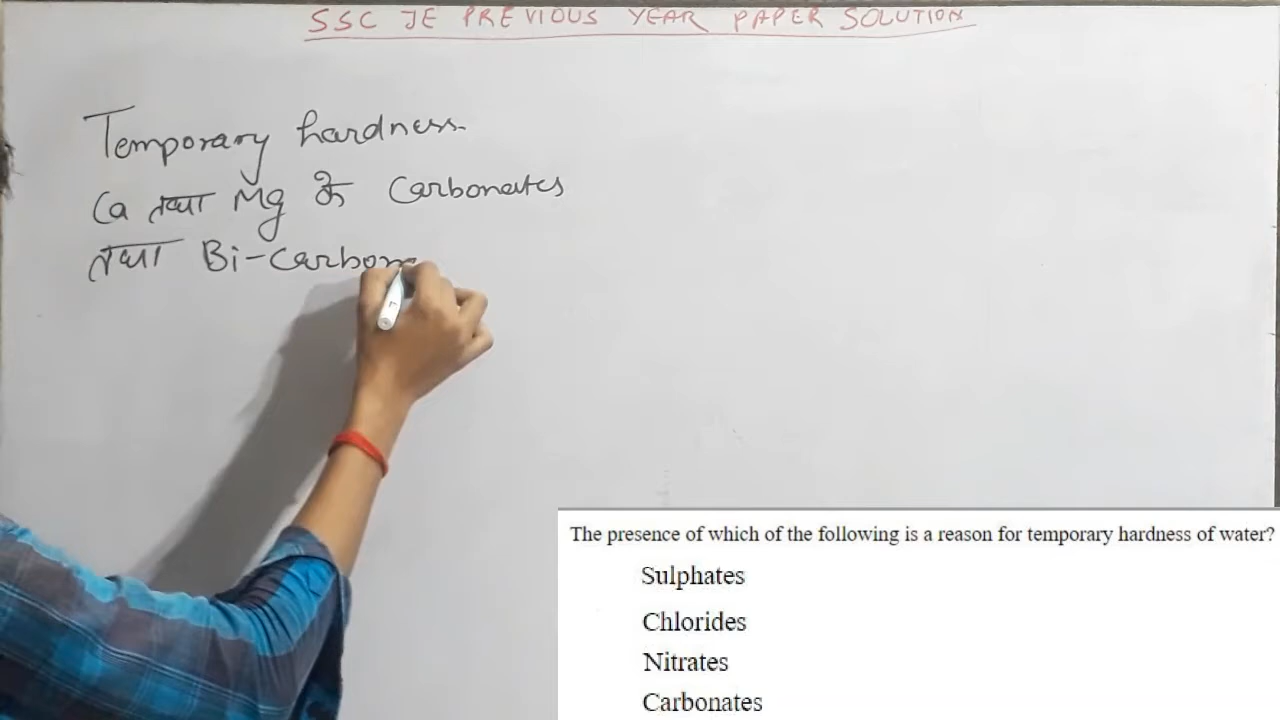 SSC JE PREVIOUS YEAR PAPER SOLUTION
Temporary hardness.
Ca तथा Mg के Carbonates
तथा Bi-carbona
The presence of which of the following is a reason for temporary hardness of water?
Sulphates
Chlorides
Nitrates
Carbonates